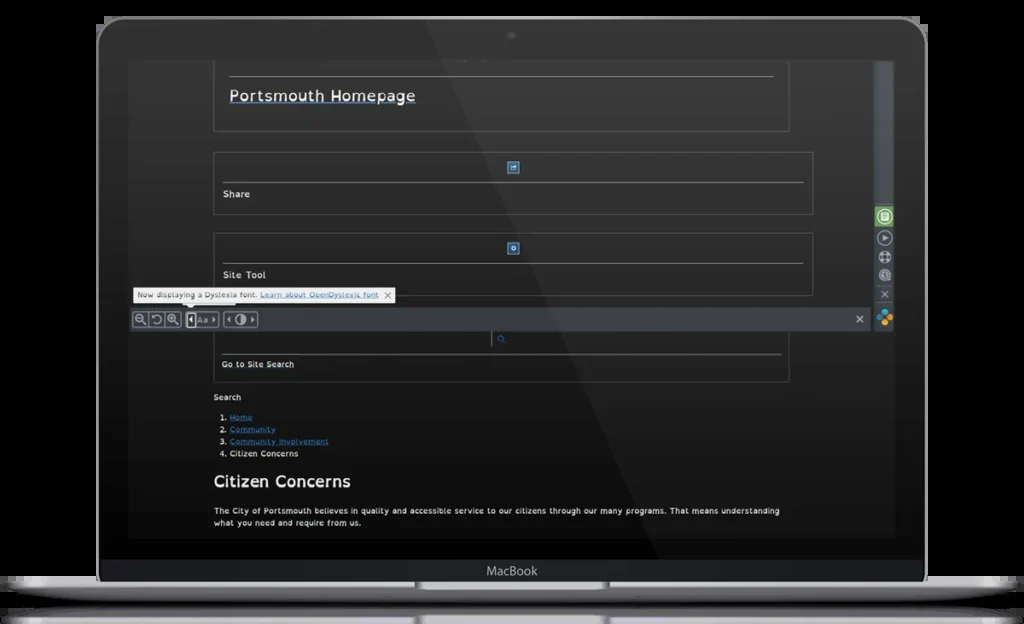 Portsmouth Homepage
Share
Site Tool
Now displaying a Dyslexia font. Learn about OpenDyslexic font
Aa
Go to Site Search
Search
1. Home
2. Community
3. Community Involvement
4. Citizen Concerns
Citizen Concerns
The City of Portsmouth believes in quality and accessible service to our citizens through our many programs. That means understanding
what you need and require from us.
MacBook